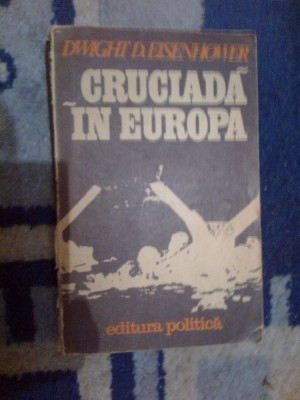 DWIGHT D. EISENHOWER
CRUCIADĂ
ÎN EUROPA
editura politică